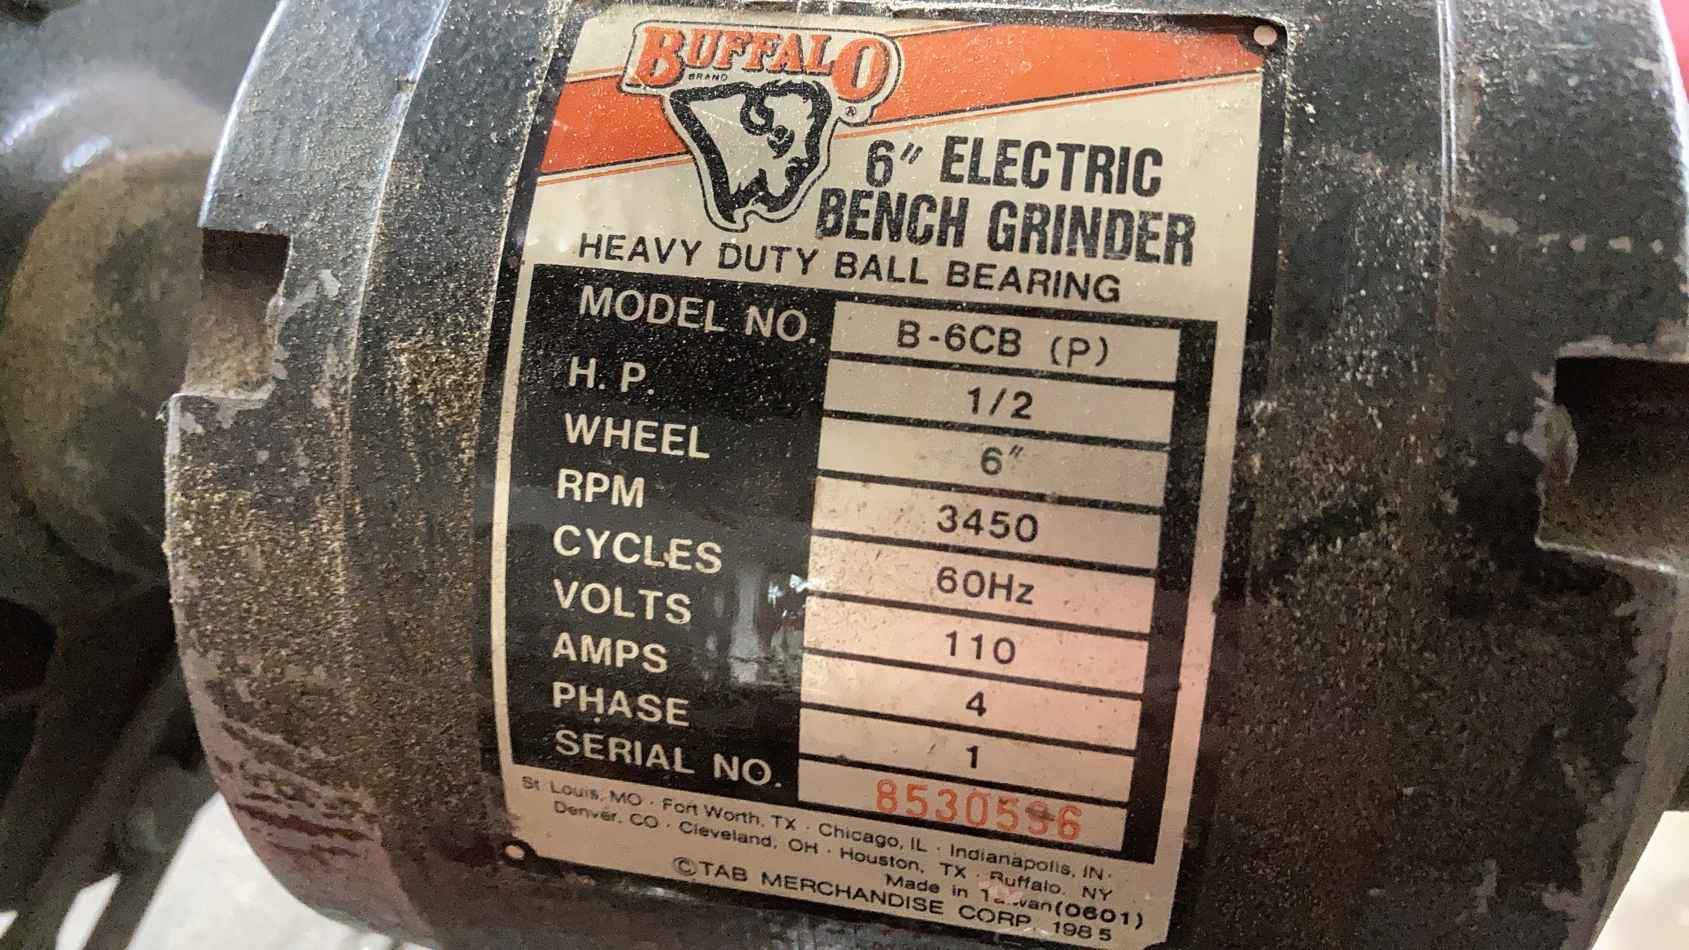 BUFFALO
BRAND
®
6" ELECTRIC
BENCH GRINDER
HEAVY DUTY BALL BEARING
MODEL NO. B-6CB (P)
H. P. 1/2
WHEEL 6"
RPM 3450
CYCLES 60Hz
VOLTS 110
AMPS 4
PHASE 1
SERIAL NO. 8530596
St. Louis, MO · Fort Worth, TX · Chicago, IL · Indianapolis, IN ·
Denver, CO · Cleveland, OH · Houston, TX · Buffalo, NY
Made in Taiwan (0601)
©TAB MERCHANDISE CORP. 1985